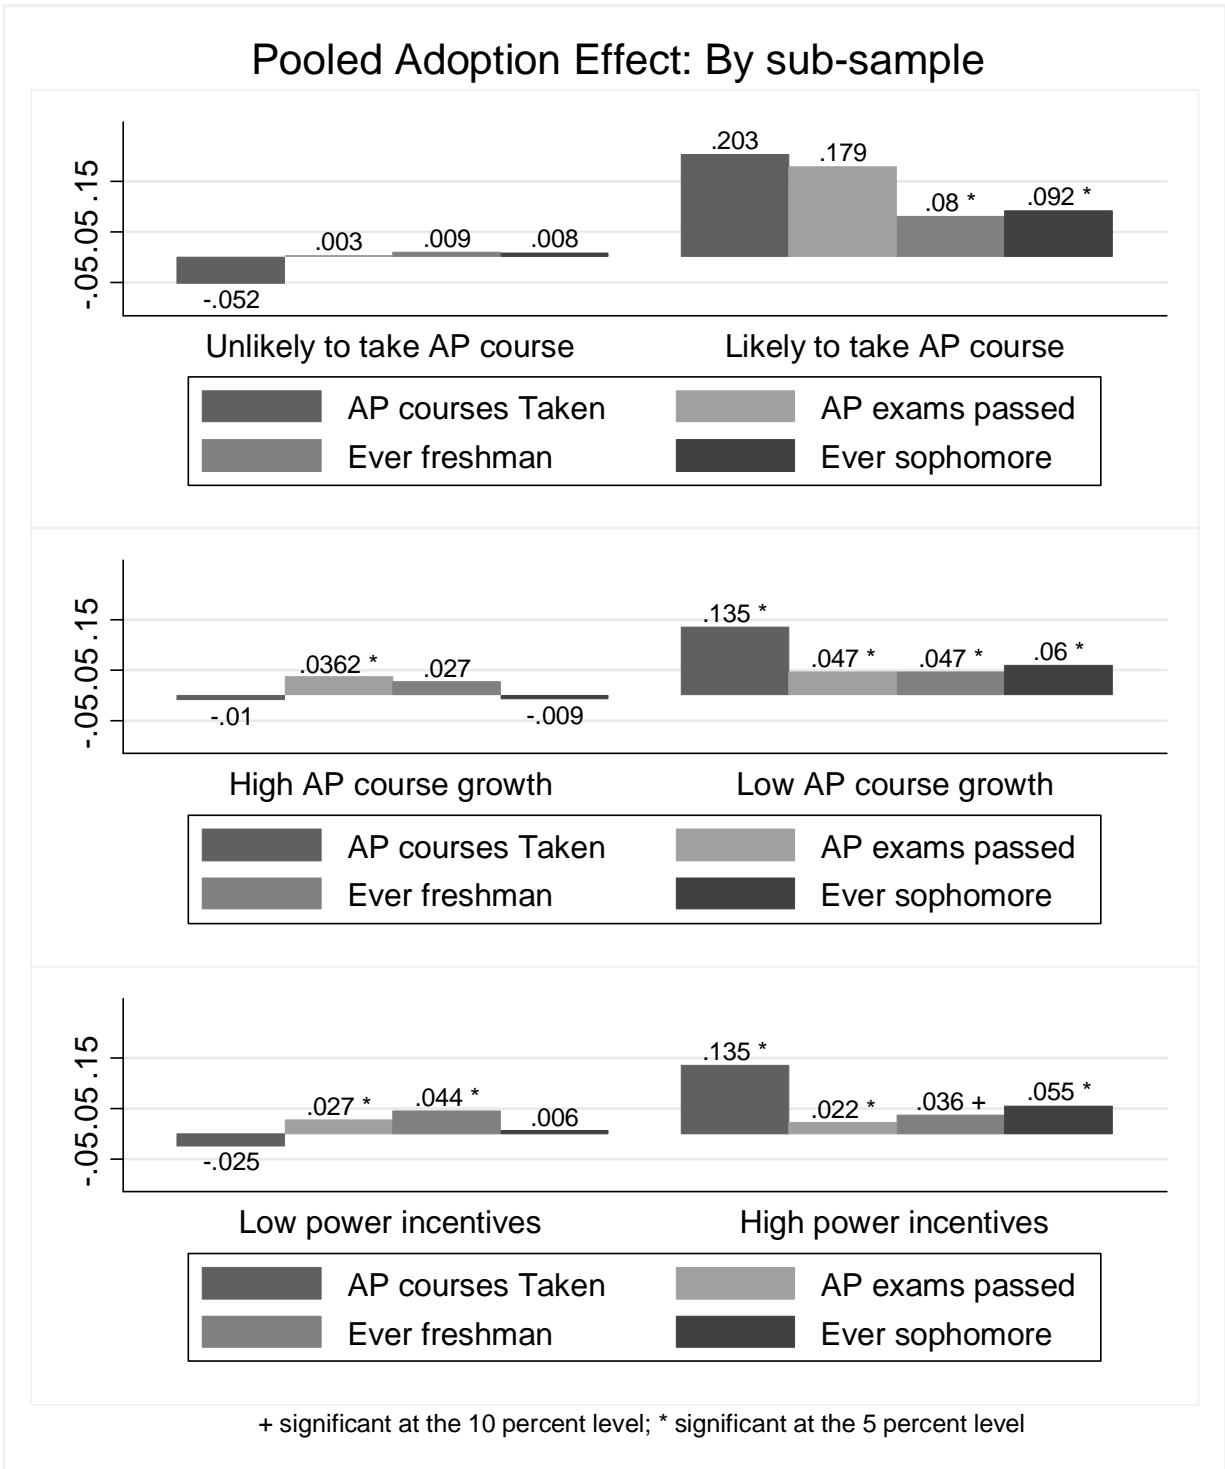 Pooled Adoption Effect: By sub-sample
-.05 .05 .15
-.052 .003 .009 .008 .203 .179 .08 * .092 *
Unlikely to take AP course Likely to take AP course
AP courses Taken AP exams passed
Ever freshman Ever sophomore
-.05 .05 .15
-.01 .0362 * .027 -.009 .135 * .047 * .047 * .06 *
High AP course growth Low AP course growth
AP courses Taken AP exams passed
Ever freshman Ever sophomore
-.05 .05 .15
-.025 .027 * .044 * .006 .135 * .022 * .036 + .055 *
Low power incentives High power incentives
AP courses Taken AP exams passed
Ever freshman Ever sophomore
+ significant at the 10 percent level; * significant at the 5 percent level